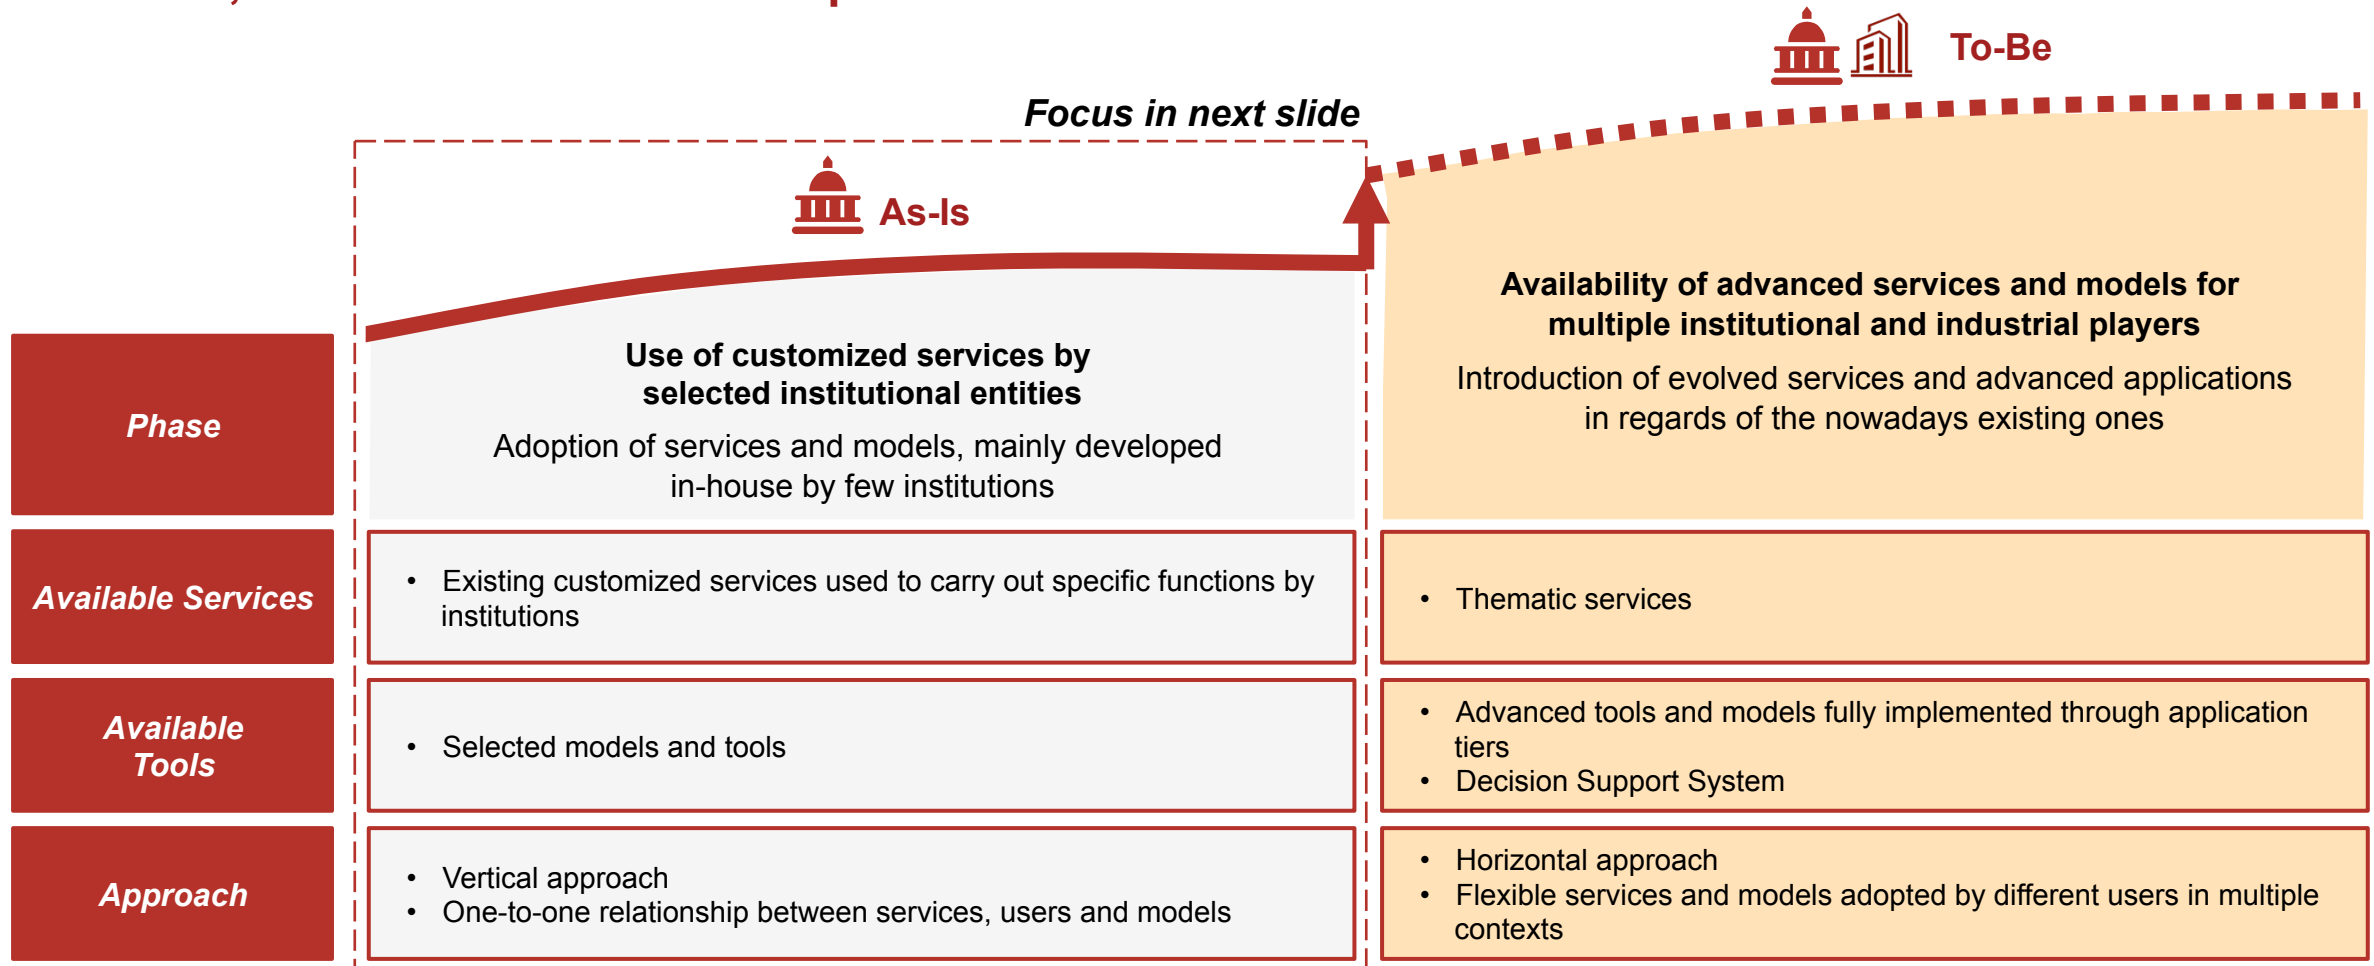 To-Be
Focus in next slide
As-Is
Phase
Use of customized services by
selected institutional entities
Adoption of services and models, mainly developed
in-house by few institutions
Availability of advanced services and models for
multiple institutional and industrial players
Introduction of evolved services and advanced applications
in regards of the nowadays existing ones
Available Services
• Existing customized services used to carry out specific functions by
institutions
• Thematic services
Available
Tools
• Selected models and tools
• Advanced tools and models fully implemented through application
tiers
• Decision Support System
Approach
• Vertical approach
• One-to-one relationship between services, users and models
• Horizontal approach
• Flexible services and models adopted by different users in multiple
contexts